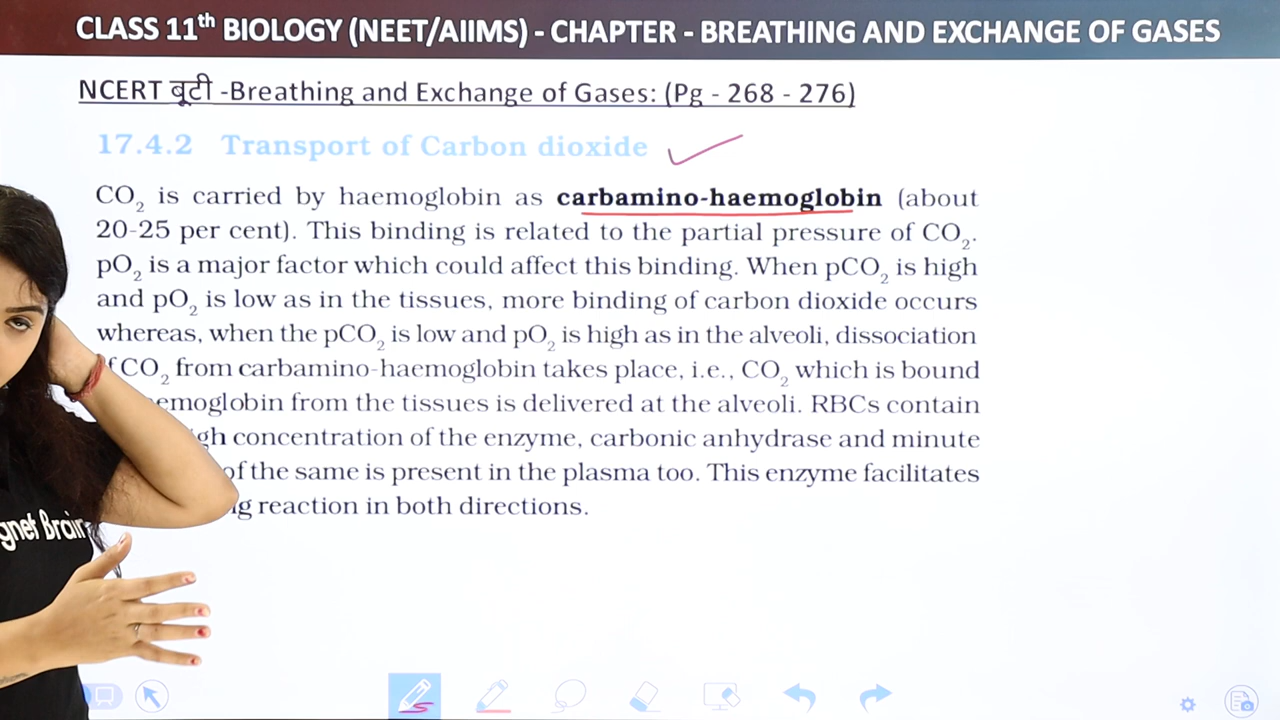 CLASS 11th BIOLOGY (NEET/AIIMS) - CHAPTER - BREATHING AND EXCHANGE OF GASES
NCERT बूटी -Breathing and Exchange of Gases: (Pg - 268 - 276)
17.4.2 Transport of Carbon dioxide
CO₂ is carried by haemoglobin as carbamino-haemoglobin (about
20-25 per cent). This binding is related to the partial pressure of CO₂.
pO₂ is a major factor which could affect this binding. When pCO₂ is high
and pO₂ is low as in the tissues, more binding of carbon dioxide occurs
whereas, when the pCO₂ is low and pO₂ is high as in the alveoli, dissociation
CO₂ from carbamino-haemoglobin takes place, i.e., CO₂ which is bound
emoglobin from the tissues is delivered at the alveoli. RBCs contain
gh concentration of the enzyme, carbonic anhydrase and minute
of the same is present in the plasma too. This enzyme facilitates
g reaction in both directions.
gnet Brain